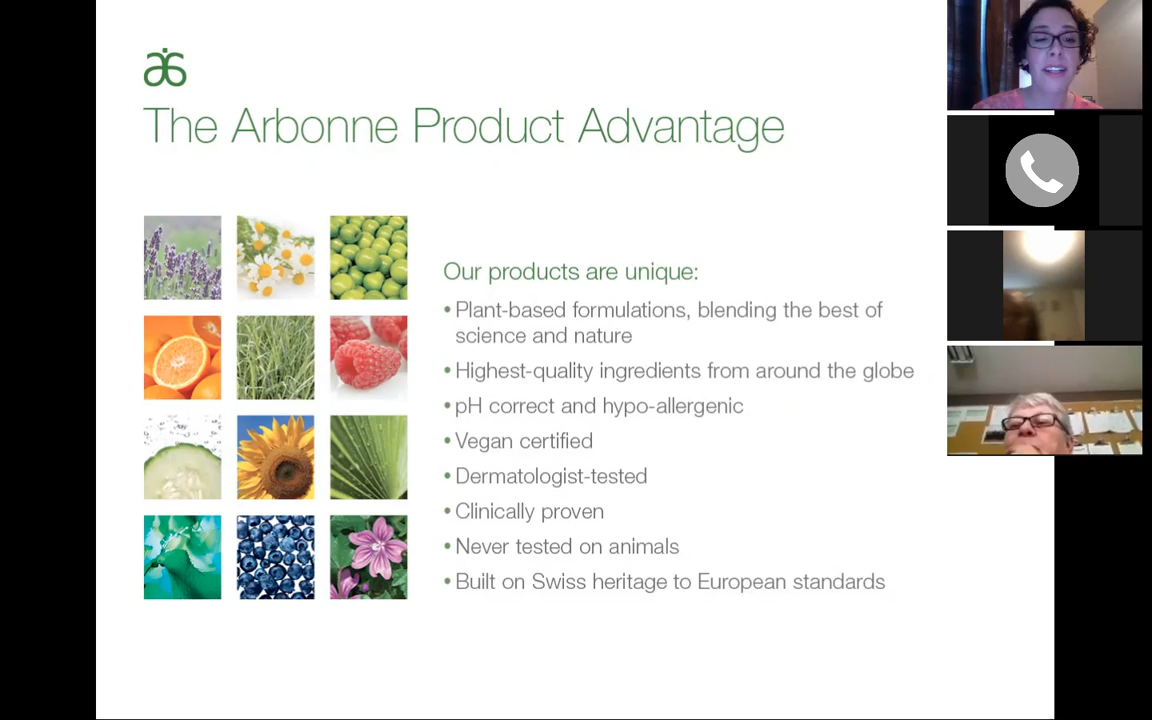 The Arbonne Product Advantage
Our products are unique:
• Plant-based formulations, blending the best of
science and nature
• Highest-quality ingredients from around the globe
• pH correct and hypo-allergenic
• Vegan certified
• Dermatologist-tested
• Clinically proven
• Never tested on animals
• Built on Swiss heritage to European standards